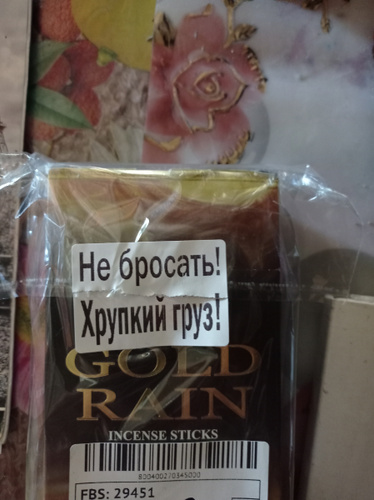 Не бросать!
Хрупкий груз!
GOLD
RAIN
INCENSE STICKS
FBS: 29451